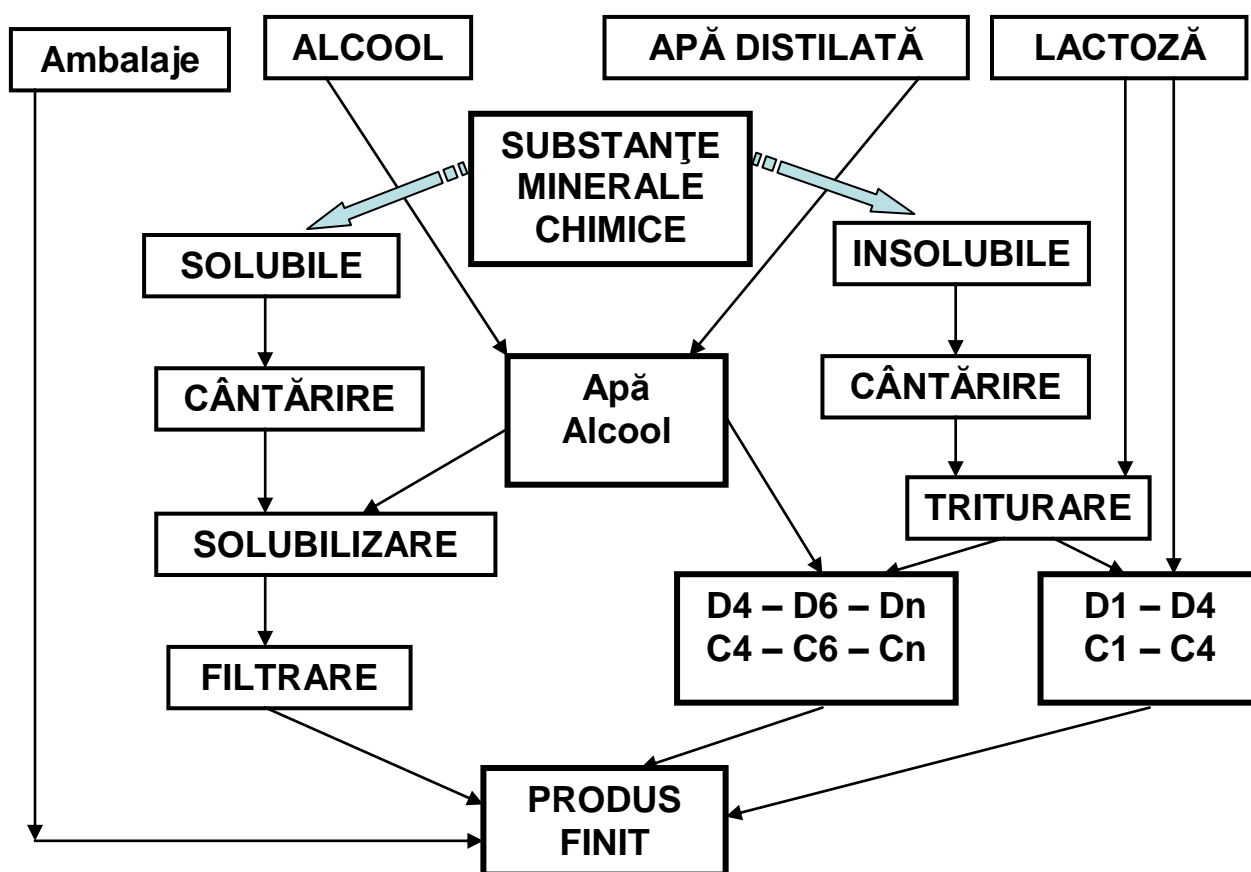 Ambalaje
ALCOOL
APĂ DISTILATĂ
LACTOZĂ
SUBSTANŢE
MINERALE
CHIMICE
SOLUBILE
INSOLUBILE
CÂNTĂRIRE
Apă
Alcool
CÂNTĂRIRE
SOLUBILIZARE
TRITURARE
D4 – D6 – Dn
C4 – C6 – Cn
D1 – D4
C1 – C4
FILTRARE
PRODUS
FINIT